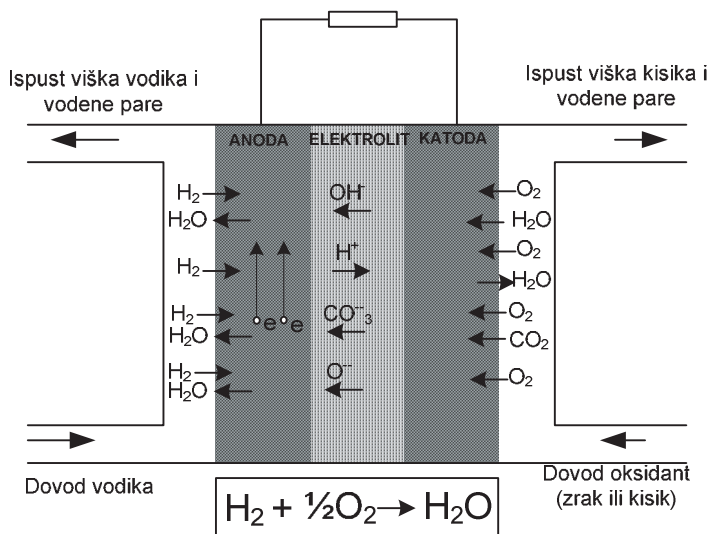 Ispust viška vodika i
vodene pare
Ispust viška kisika i
vodene pare
ANODA
ELEKTROLIT
KATODA
H₂
H₂O
H₂
H₂
H₂O
H₂
H₂O
e e
OH⁻
H⁺
CO⁻⁻₃
O⁻⁻
O₂
H₂O
O₂
H₂O
O₂
CO₂
O₂
Dovod vodika
Dovod oksidant
(zrak ili kisik)
H₂ + ½O₂ → H₂O